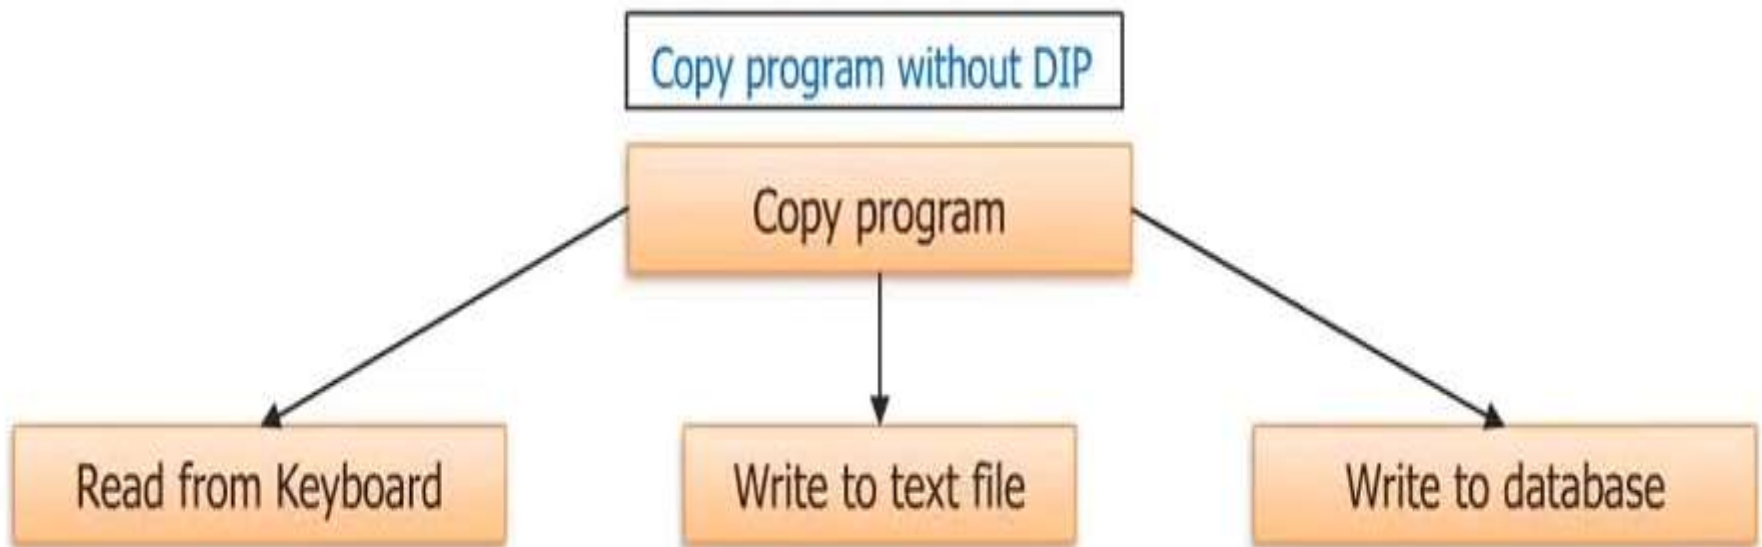 Copy program without DIP
Copy program
Read from Keyboard
Write to text file
Write to database